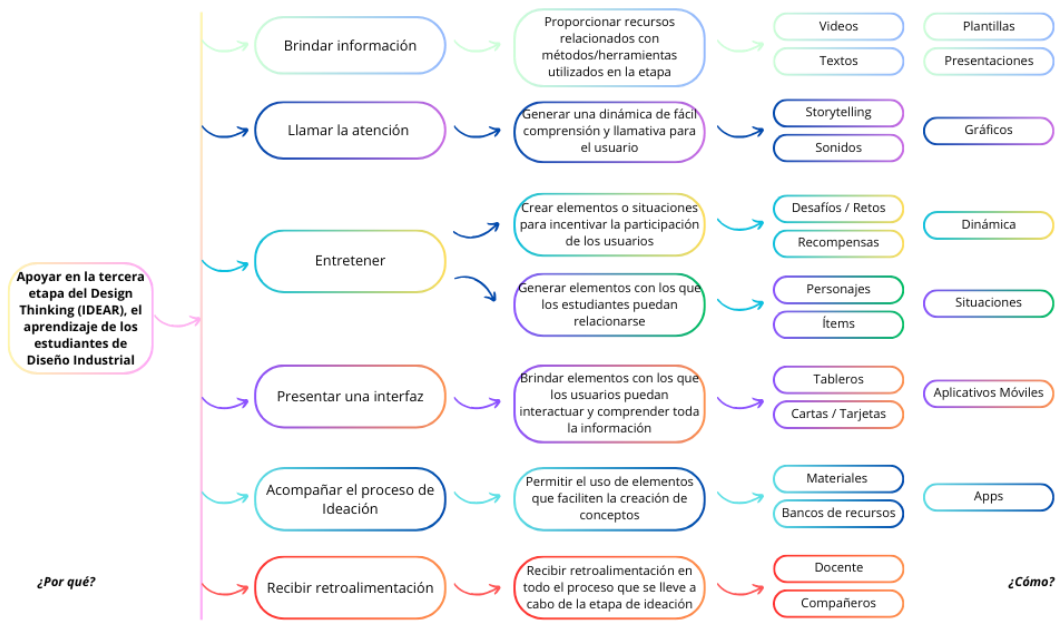 Apoyar en la tercera
etapa del Design
Thinking (IDEAR), el
aprendizaje de los
estudiantes de
Diseño Industrial
Brindar información
Proporcionar recursos
relacionados con
métodos/herramientas
utilizados en la etapa
Videos
Textos
Plantillas
Presentaciones
Llamar la atención
Generar una dinámica de fácil
comprensión y llamativa para
el usuario
Storytelling
Sonidos
Gráficos
Entretener
Crear elementos o situaciones
para incentivar la participación
de los usuarios
Desafíos / Retos
Recompensas
Dinámica
Generar elementos con los que
los estudiantes puedan
relacionarse
Personajes
Ítems
Situaciones
Presentar una interfaz
Brindar elementos con los que
los usuarios puedan
interactuar y comprender toda
la información
Tableros
Cartas / Tarjetas
Aplicativos Móviles
Acompañar el proceso de
Ideación
Permitir el uso de elementos
que faciliten la creación de
conceptos
Materiales
Bancos de recursos
Apps
Recibir retroalimentación
Recibir retroalimentación en
todo el proceso que se lleve a
cabo de la etapa de ideación
Docente
Compañeros
¿Por qué?
¿Cómo?